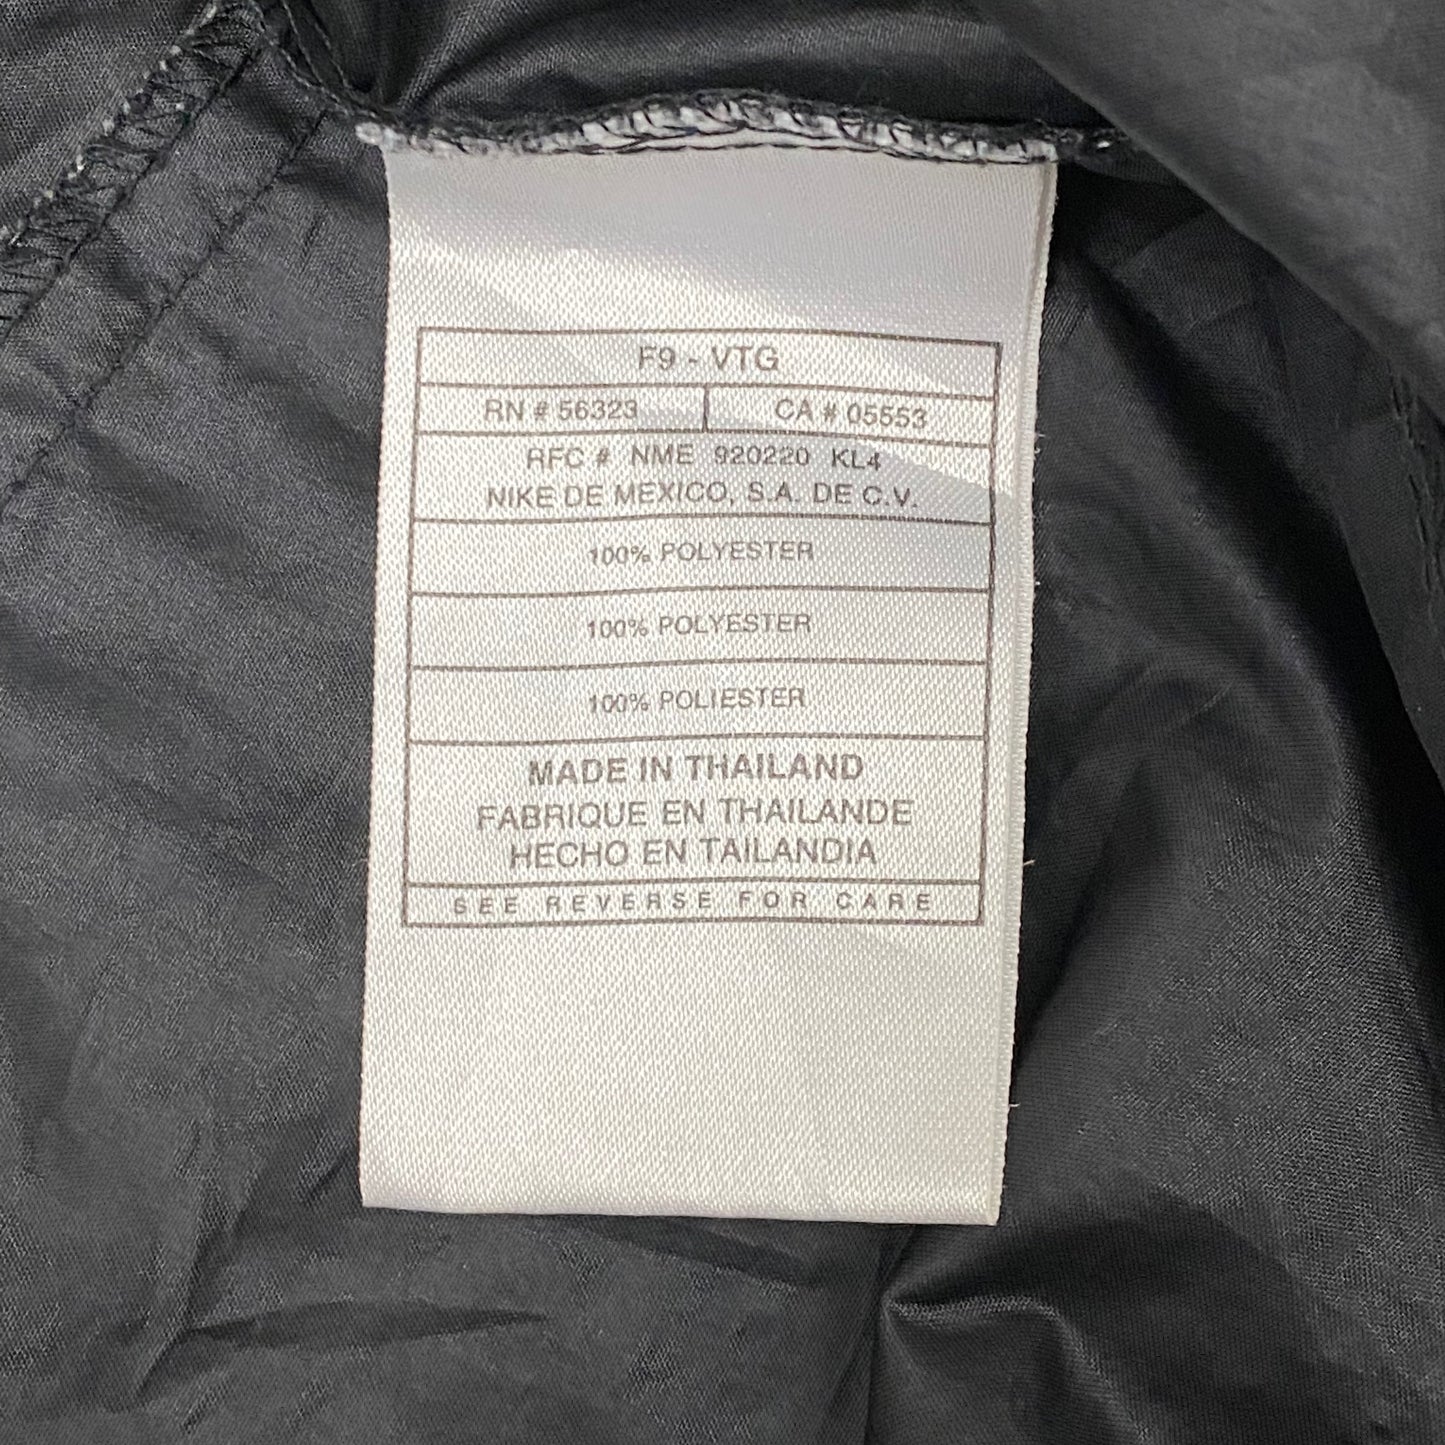 F9 - VTG
RN # 56323 CA # 05553
RFC # NME 920220 KL4
NIKE DE MEXICO, S.A. DE C.V.
100% POLYESTER
100% POLYESTER
100% POLIESTER
MADE IN THAILAND
FABRIQUE EN THAILANDE
HECHO EN TAILANDIA
SEE REVERSE FOR CARE